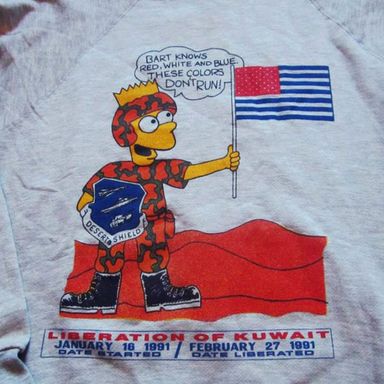 BART KNOWS
RED, WHITE AND BLUE.
THESE COLORS
DON'T RUN!
DESERT SHIELD
LIBERATION OF KUWAIT
JANUARY 16 1991 / FEBRUARY 27 1991
DATE STARTED / DATE LIBERATED